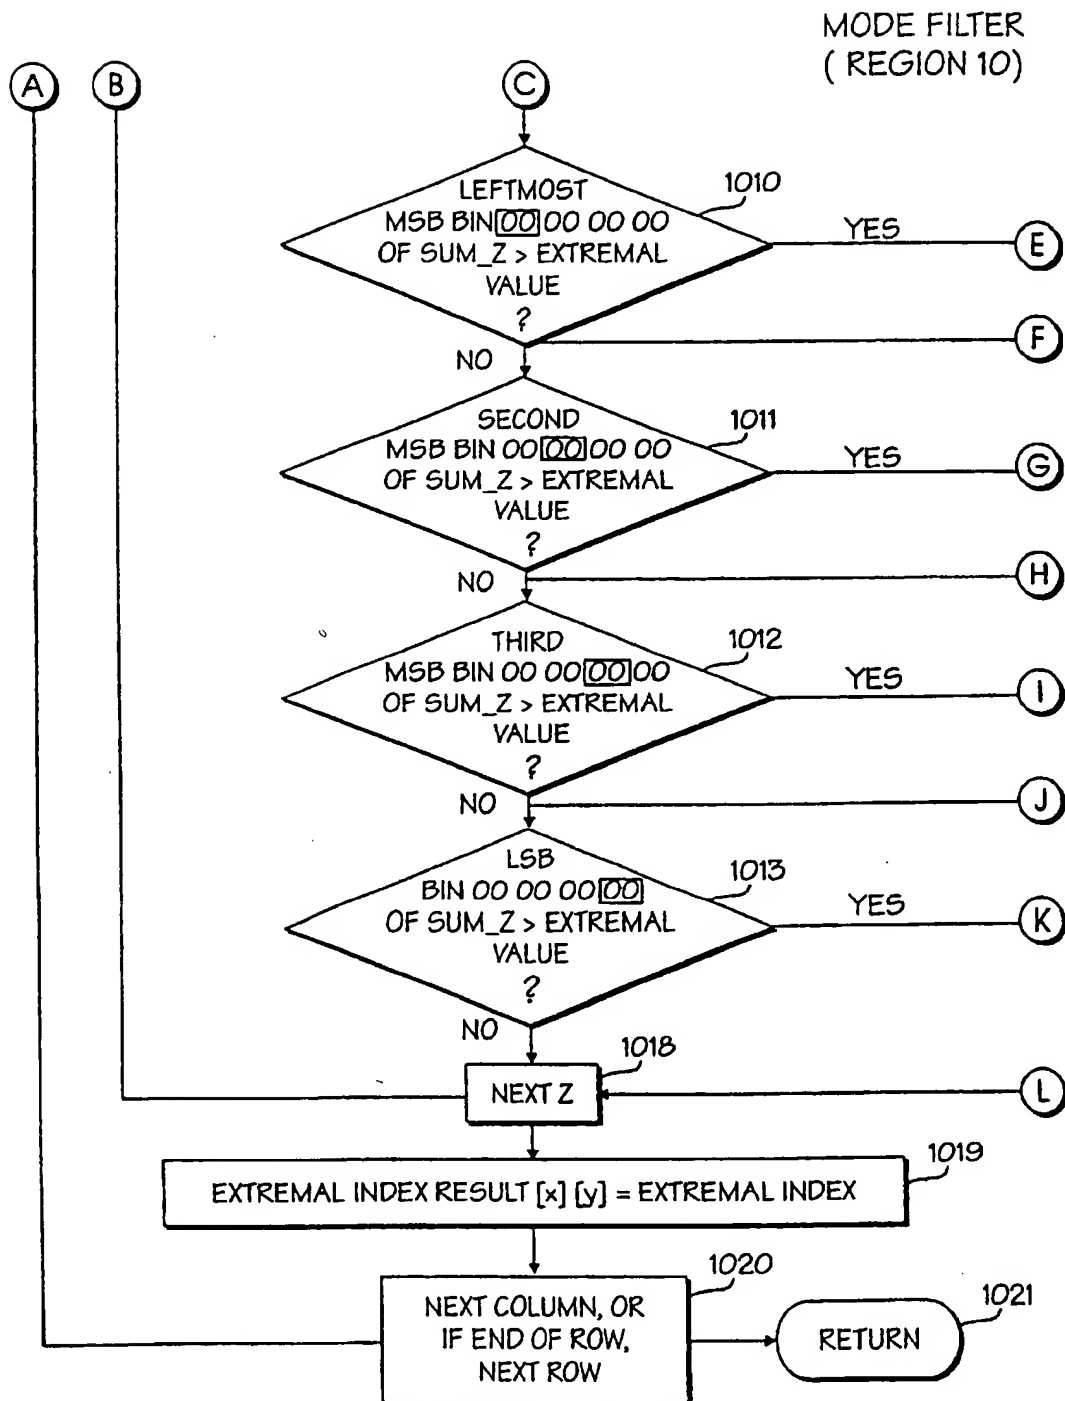 MODE FILTER
( REGION 10)
A
B
C
LEFTMOST
MSB BIN 00 00 00 00
OF SUM_Z > EXTREMAL
VALUE
?
1010
YES
E
F
NO
SECOND
MSB BIN 00 00 00 00
OF SUM_Z > EXTREMAL
VALUE
?
1011
YES
G
H
NO
THIRD
MSB BIN 00 00 00 00
OF SUM_Z > EXTREMAL
VALUE
?
1012
YES
I
J
NO
LSB
BIN 00 00 00 00
OF SUM_Z > EXTREMAL
VALUE
?
1013
YES
K
NO
NEXT Z
1018
L
EXTREMAL INDEX RESULT [x] [y] = EXTREMAL INDEX
1019
NEXT COLUMN, OR
IF END OF ROW,
NEXT ROW
1020
RETURN
1021